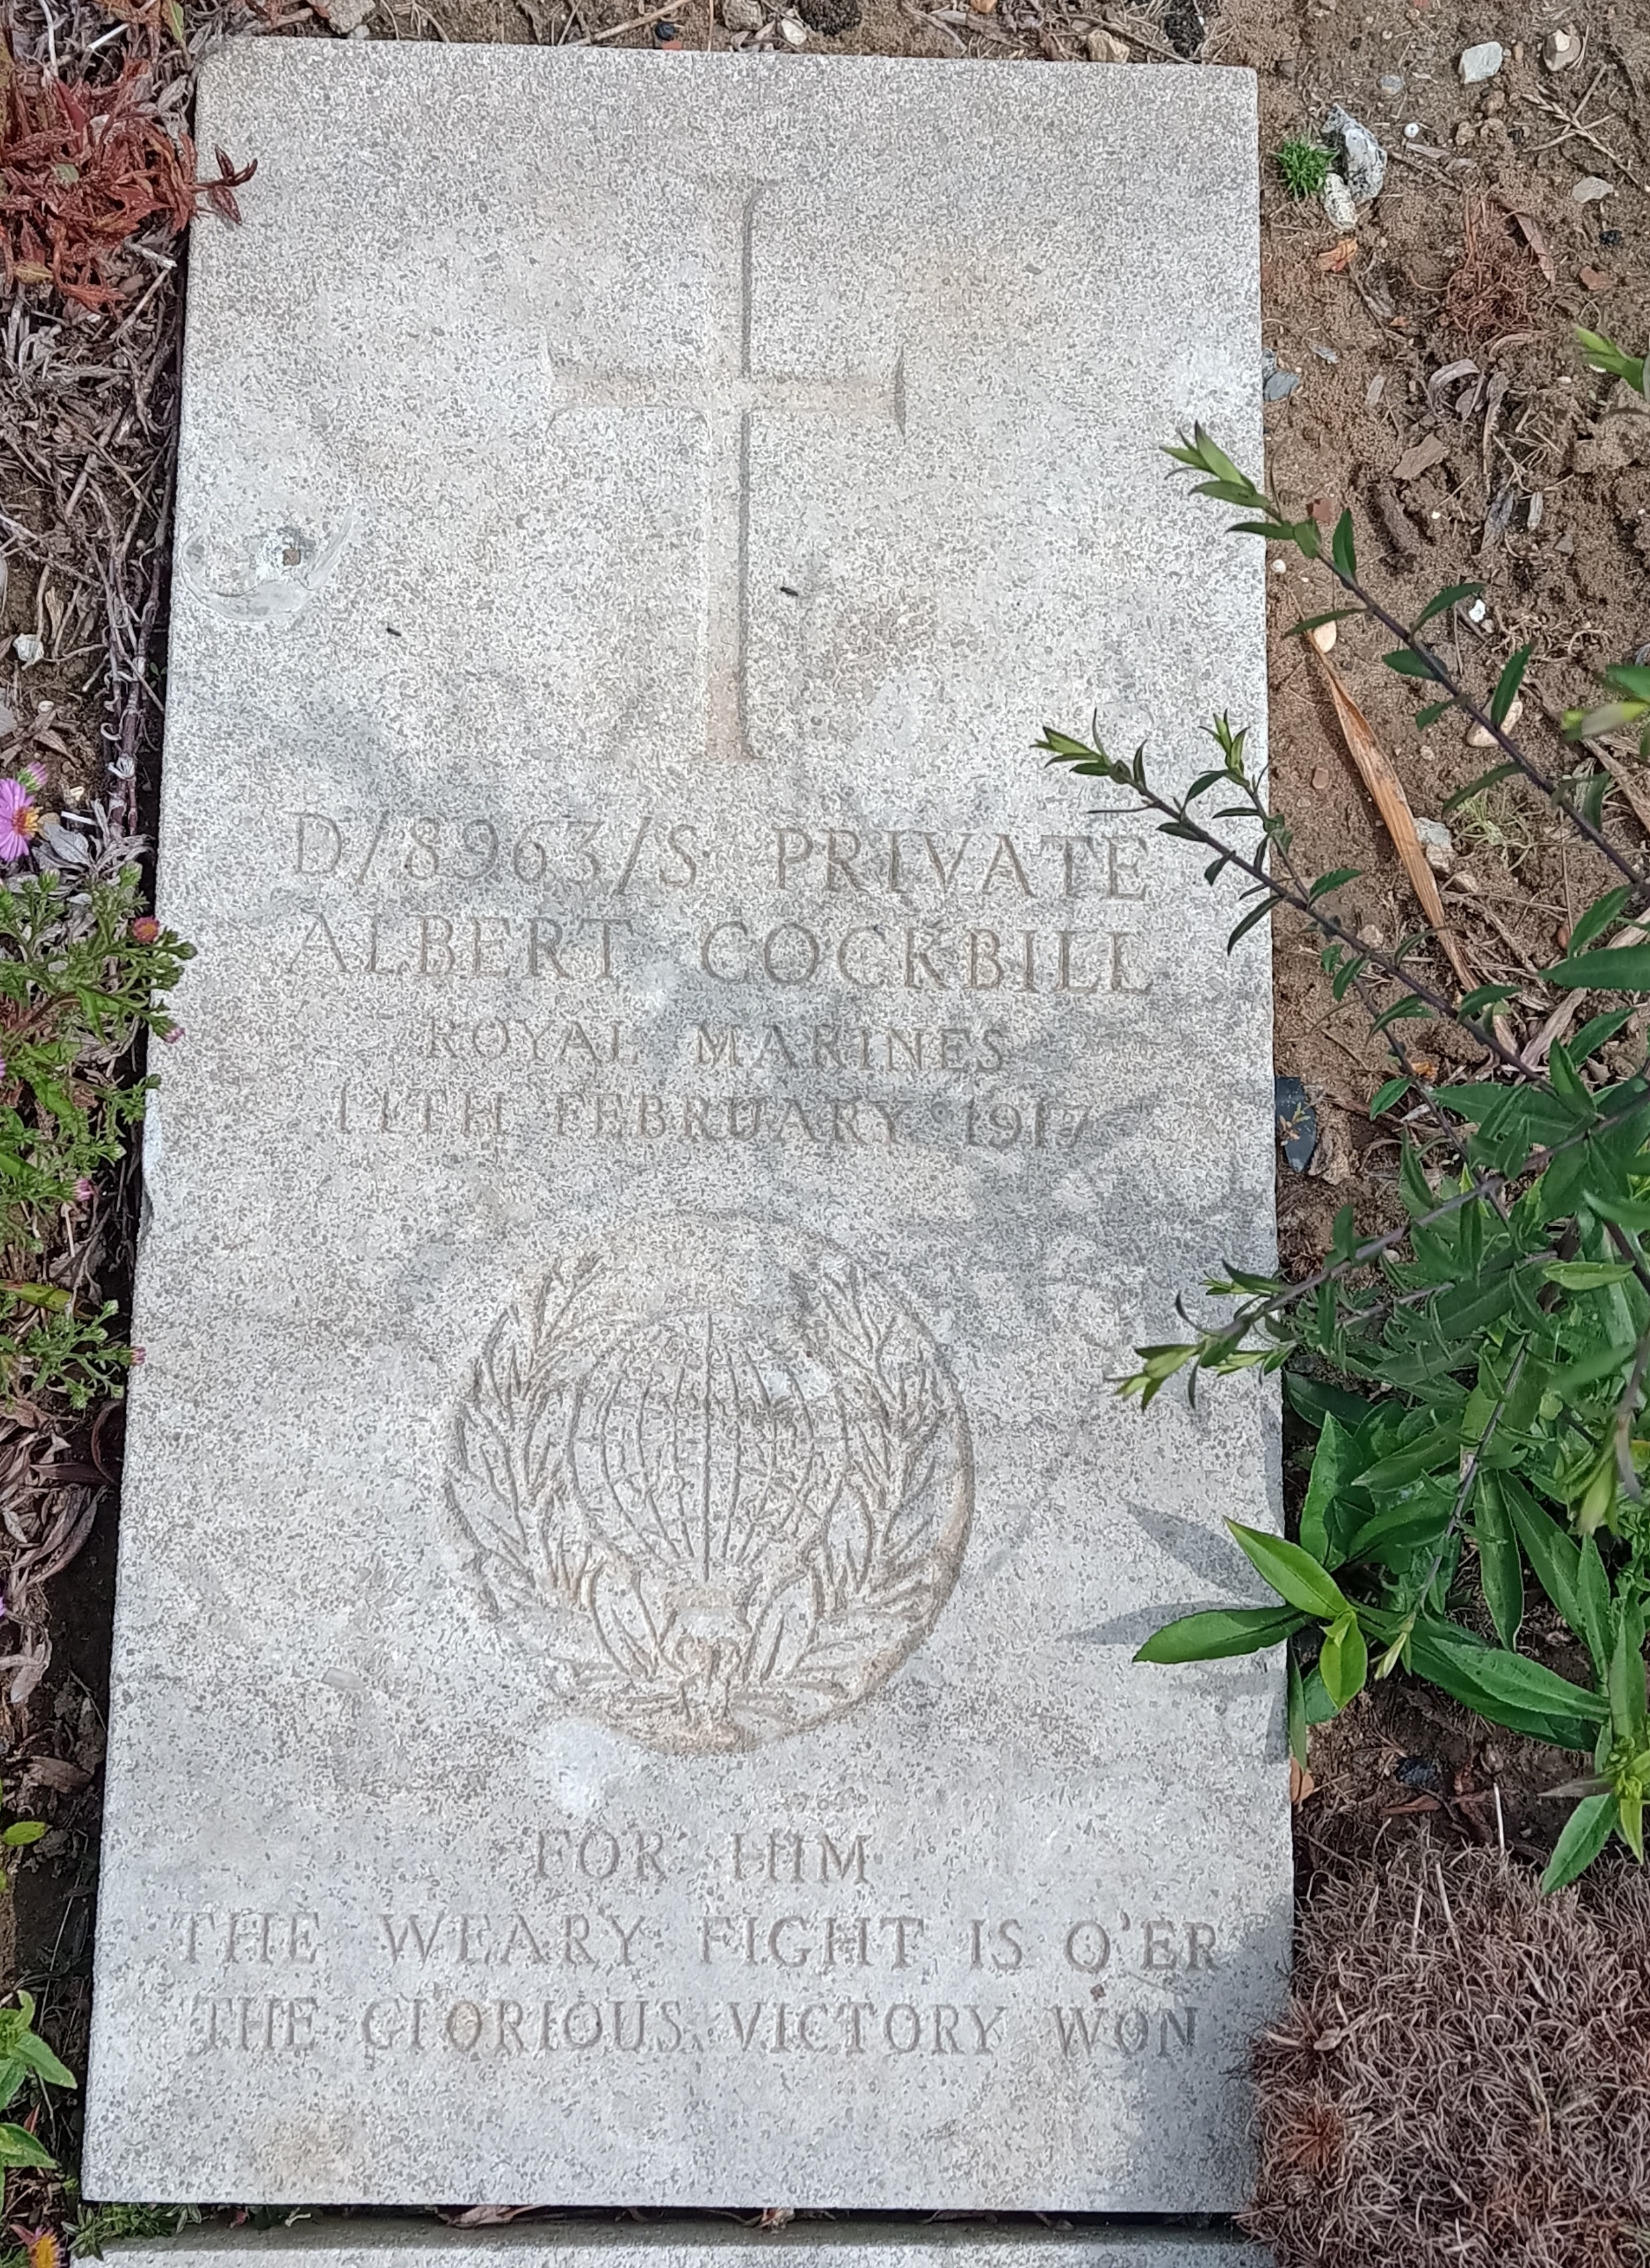 D/8963/S PRIVATE
ALBERT COCKBILL
ROYAL MARINES
11TH FEBRUARY 1917
FOR HIM
THE WEARY FIGHT IS O'ER
THE GLORIOUS VICTORY WON